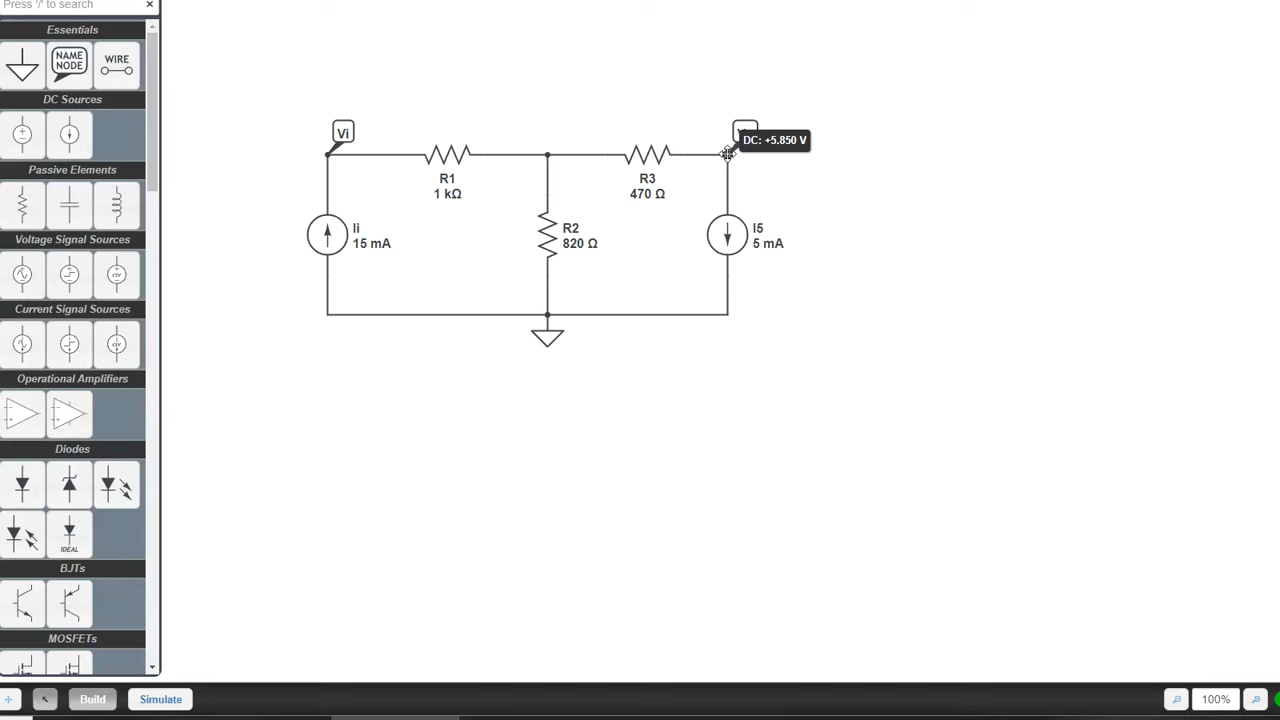 Press '/' to search ×
Essentials
NAME
NODE
WIRE
DC Sources
Passive Elements
Voltage Signal Sources
CSV
Current Signal Sources
CSV
Operational Amplifiers
Diodes
IDEAL
BJTs
MOSFETs
Vi
DC: +5.850 V
R1
1 kΩ
R3
470 Ω
Ii
15 mA
R2
820 Ω
I5
5 mA
Build
Simulate
100%